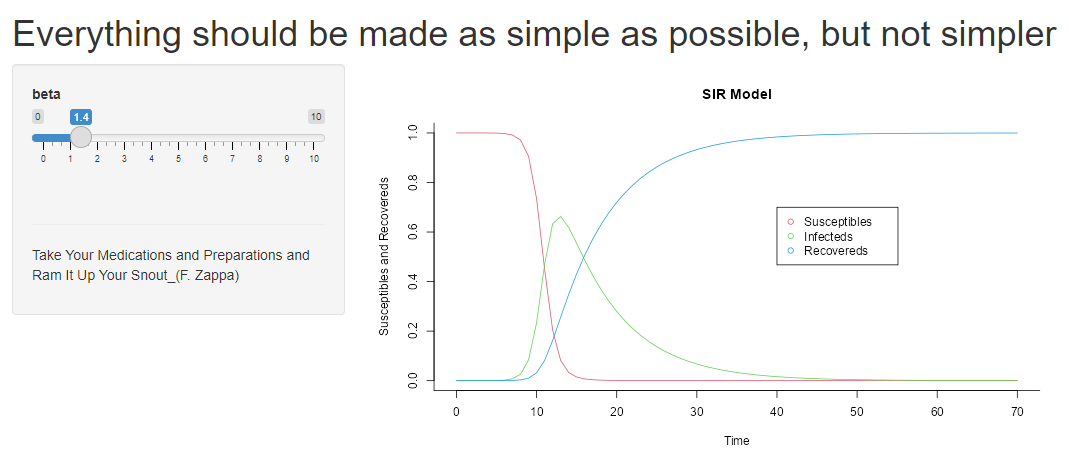 Everything should be made as simple as possible, but not simpler
beta
0 1.4 10
0 1 2 3 4 5 6 7 8 9 10
Take Your Medications and Preparations and
Ram It Up Your Snout_(F. Zappa)
SIR Model
Susceptibles and Recovereds
1.0
0.8
0.6
0.4
0.2
0.0
Susceptibles
Infecteds
Recovereds
0 10 20 30 40 50 60 70
Time